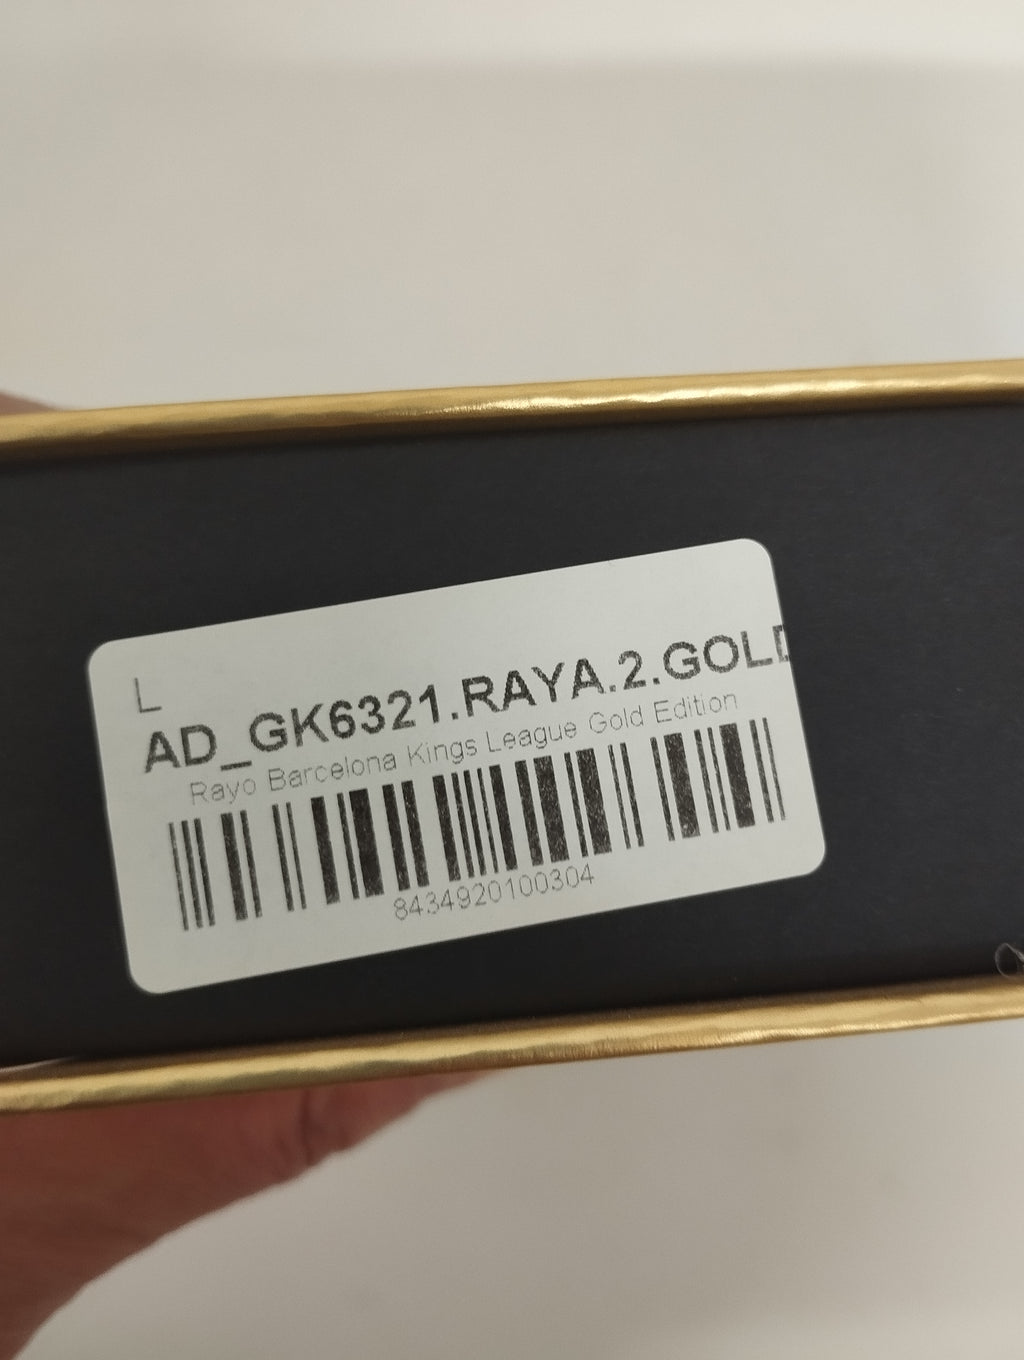 L
AD_GK6321.RAYA.2.GOLD
Rayo Barcelona Kings League Gold Edition
8434920100304